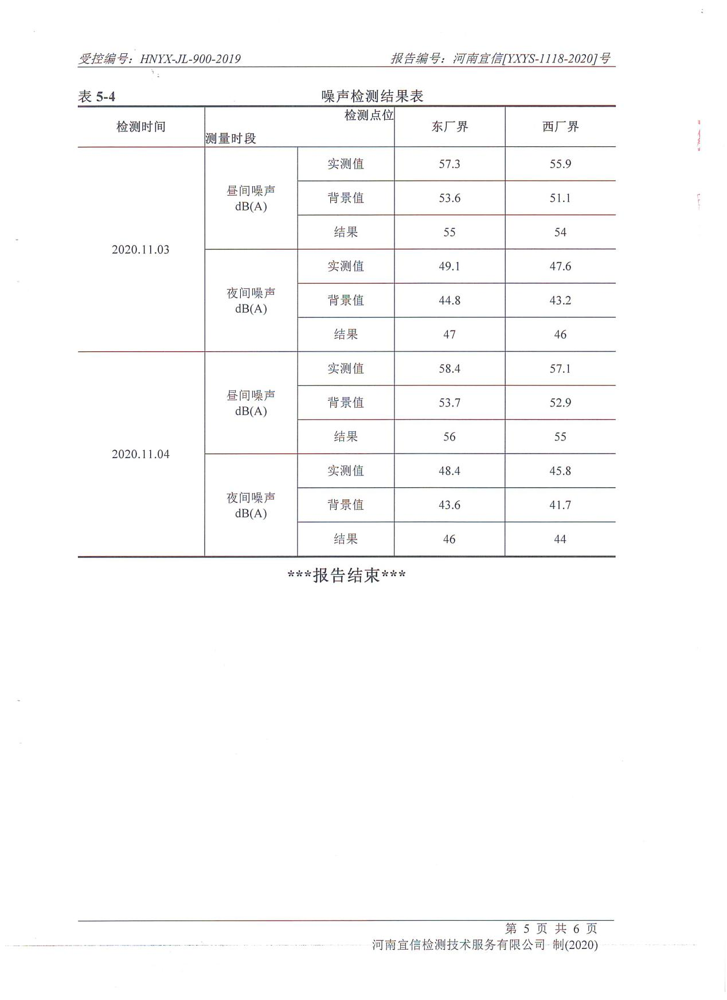 受控编号：HNYX-JL-900-2019 报告编号：河南宜信[YXYS-1118-2020]号
表 5-4 噪声检测结果表
检测时间 检测点位 测量时段 东厂界 西厂界
2020.11.03 昼间噪声 dB(A) 实测值 57.3 55.9
背景值 53.6 51.1
结果 55 54
夜间噪声 dB(A) 实测值 49.1 47.6
背景值 44.8 43.2
结果 47 46
2020.11.04 昼间噪声 dB(A) 实测值 58.4 57.1
背景值 53.7 52.9
结果 56 55
夜间噪声 dB(A) 实测值 48.4 45.8
背景值 43.6 41.7
结果 46 44
***报告结束***
第 5 页 共 6 页
河南宜信检测技术服务有限公司 制(2020)